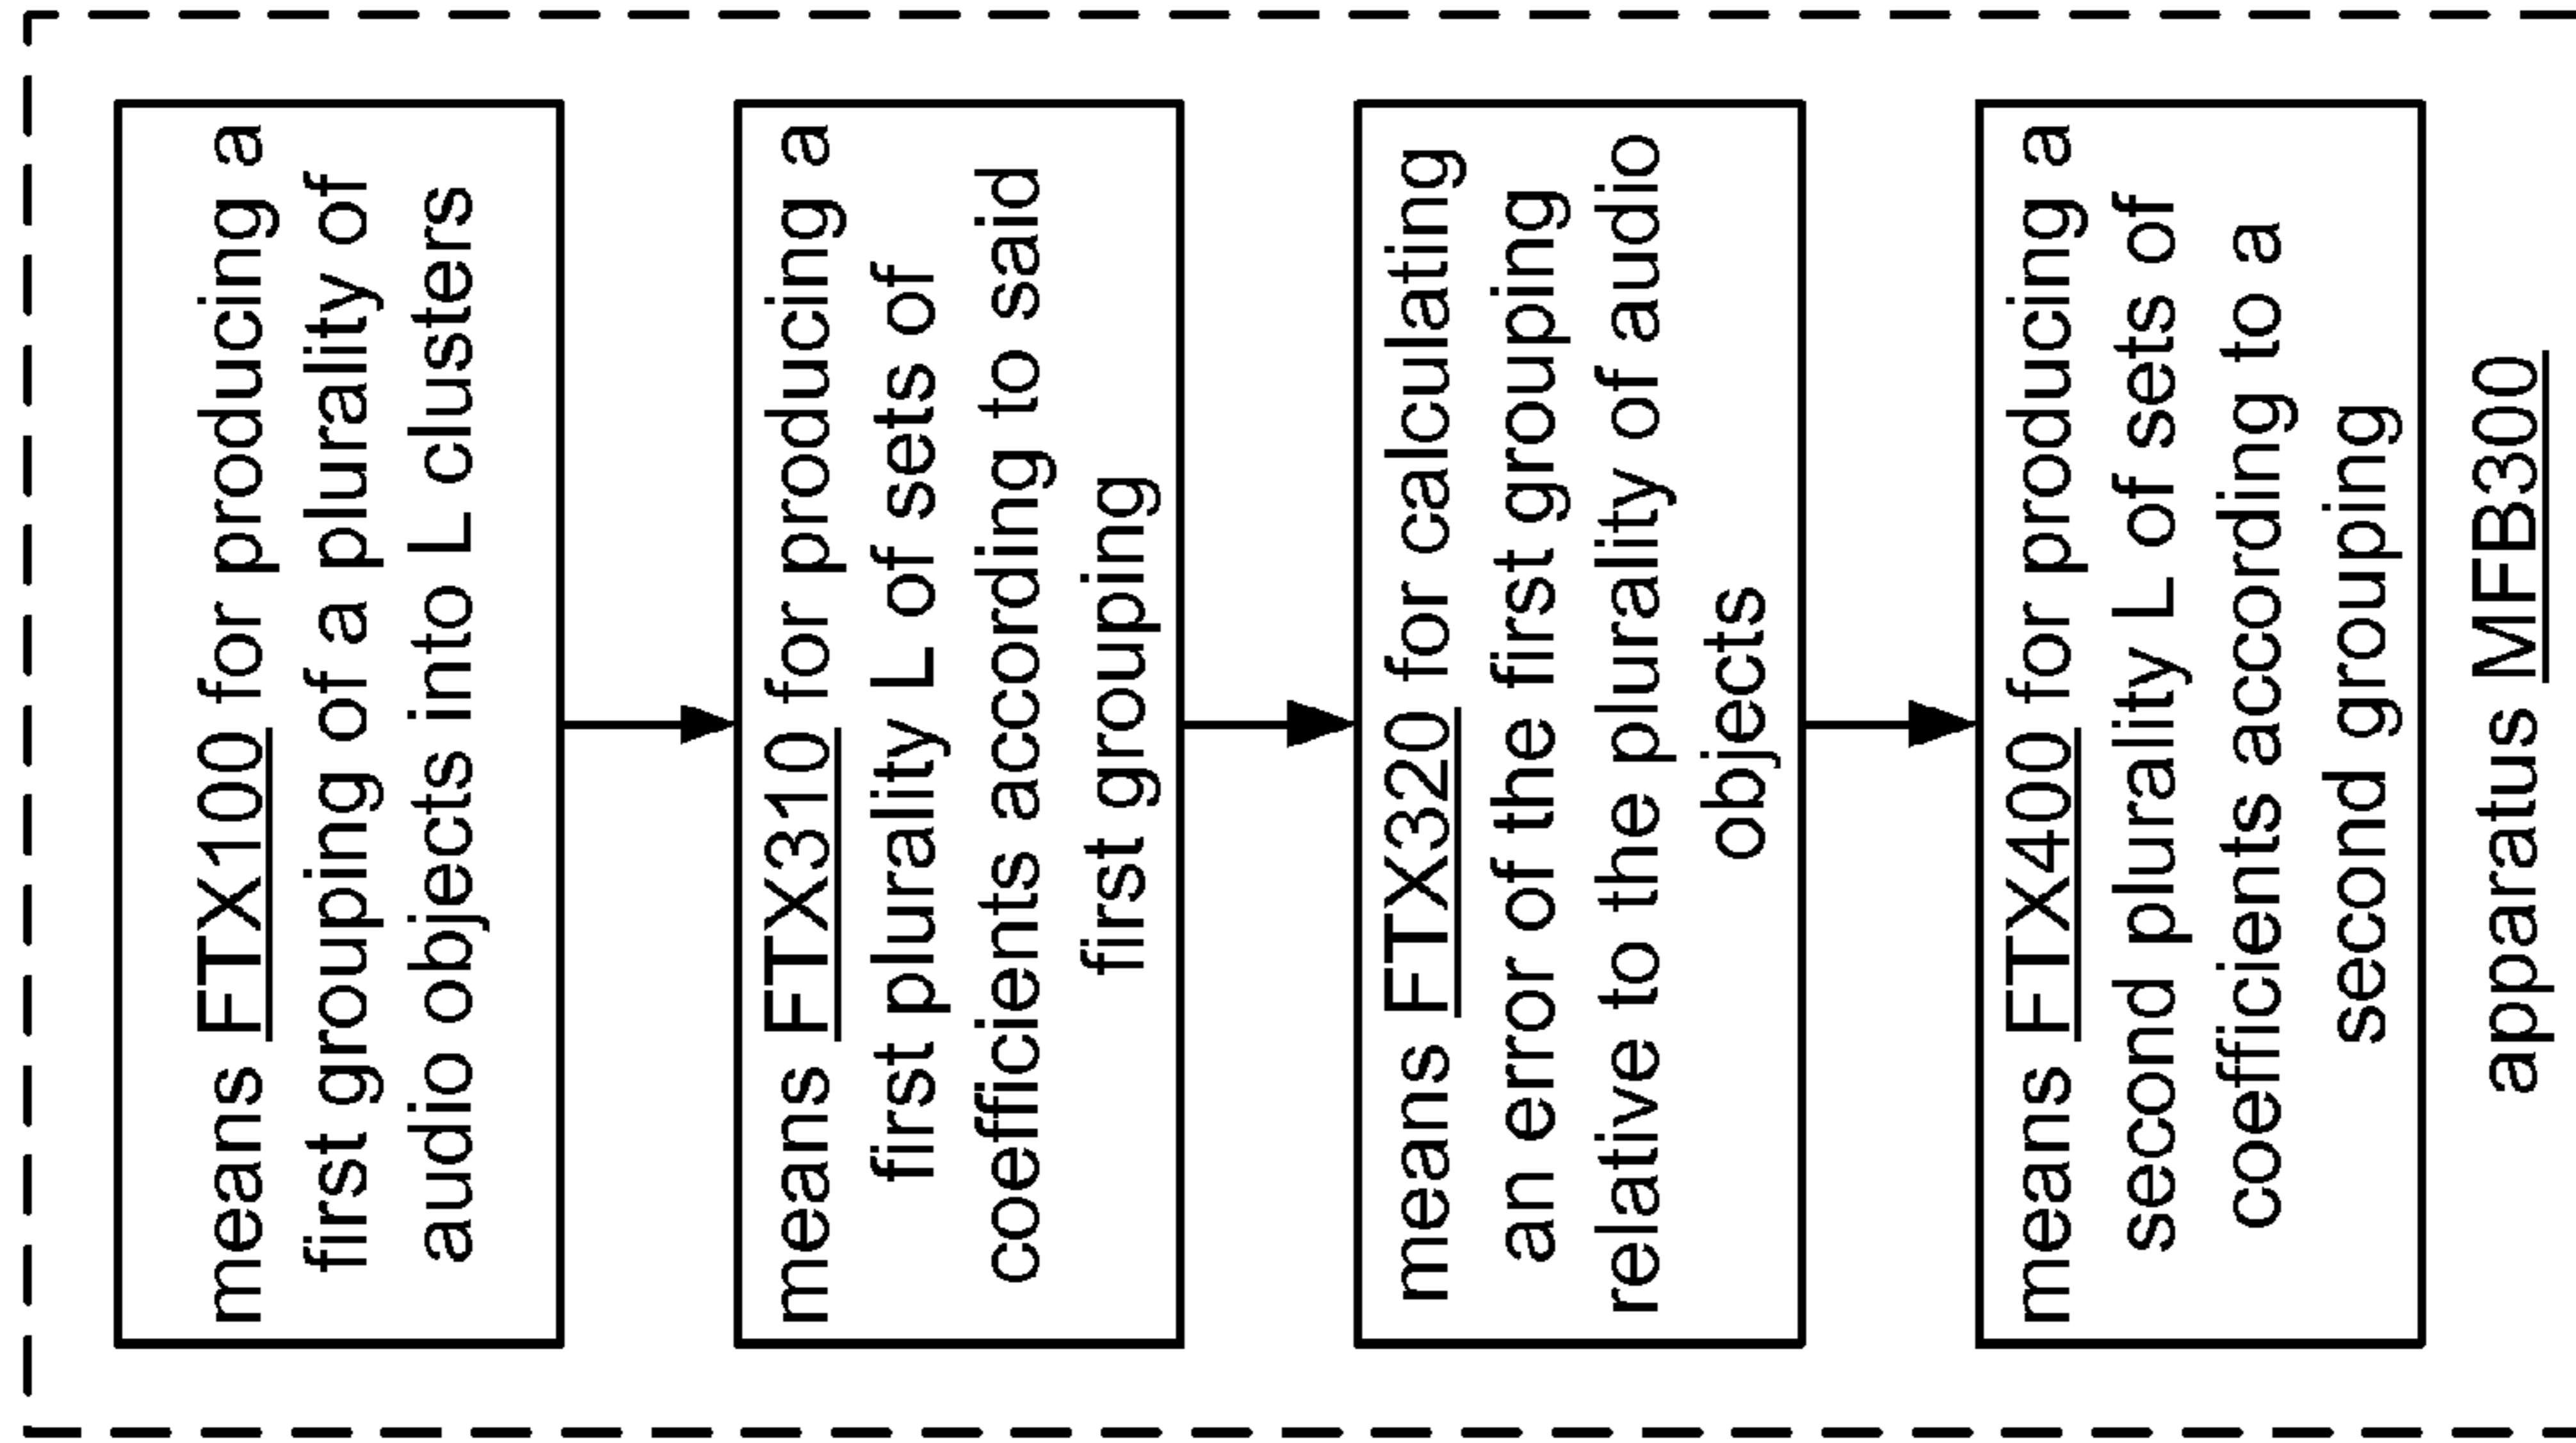 means FTX100 for producing a
first grouping of a plurality of
audio objects into L clusters
means FTX310 for producing a
first plurality L of sets of
coefficients according to said
first grouping
means FTX320 for calculating
an error of the first grouping
relative to the plurality of audio
objects
means FTX400 for producing a
second plurality L of sets of
coefficients according to a
second grouping
apparatus MFB300